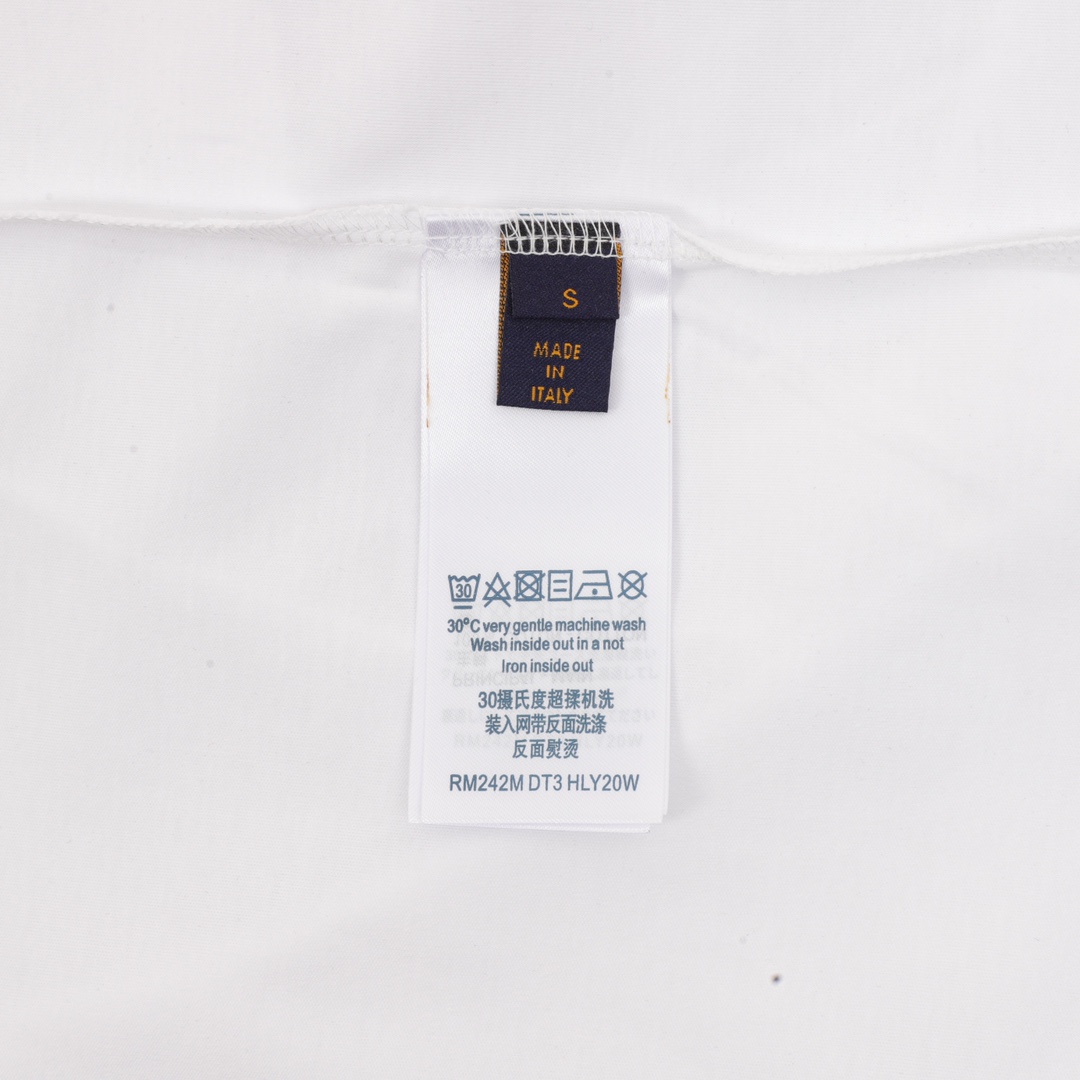 S
MADE
IN
ITALY
30
30°C very gentle machine wash
Wash inside out in a not
Iron inside out
30摄氏度超揉机洗
装入网带反面洗涤
反面熨烫
RM242M DT3 HLY20W